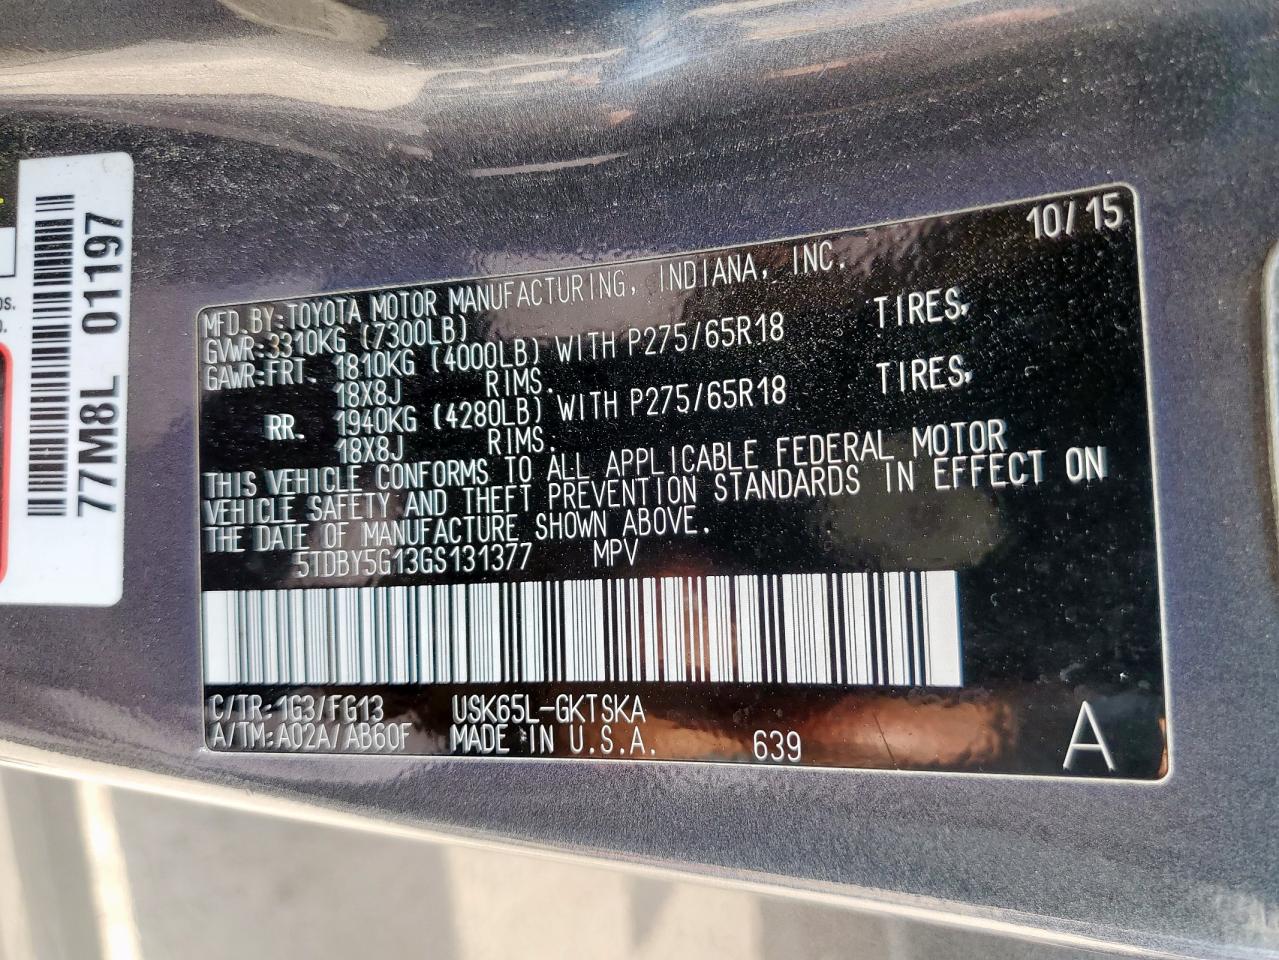 10/15
MFD.BY:TOYOTA MOTOR MANUFACTURING, INDIANA, INC.
GVWR:3310KG (7300LB)
GAWR:FRT. 1810KG (4000LB) WITH P275/65R18 TIRES,
18X8J RIMS.
RR. 1940KG (4280LB) WITH P275/65R18 TIRES,
18X8J RIMS.
THIS VEHICLE CONFORMS TO ALL APPLICABLE FEDERAL MOTOR
VEHICLE SAFETY AND THEFT PREVENTION STANDARDS IN EFFECT ON
THE DATE OF MANUFACTURE SHOWN ABOVE.
5TDBY5G13GS131377 MPV
C/TR:1G3/FG13 USK65L-GKTSKA
A/TM:A02A/AB60F MADE IN U.S.A. 639
A
77M8L 01197